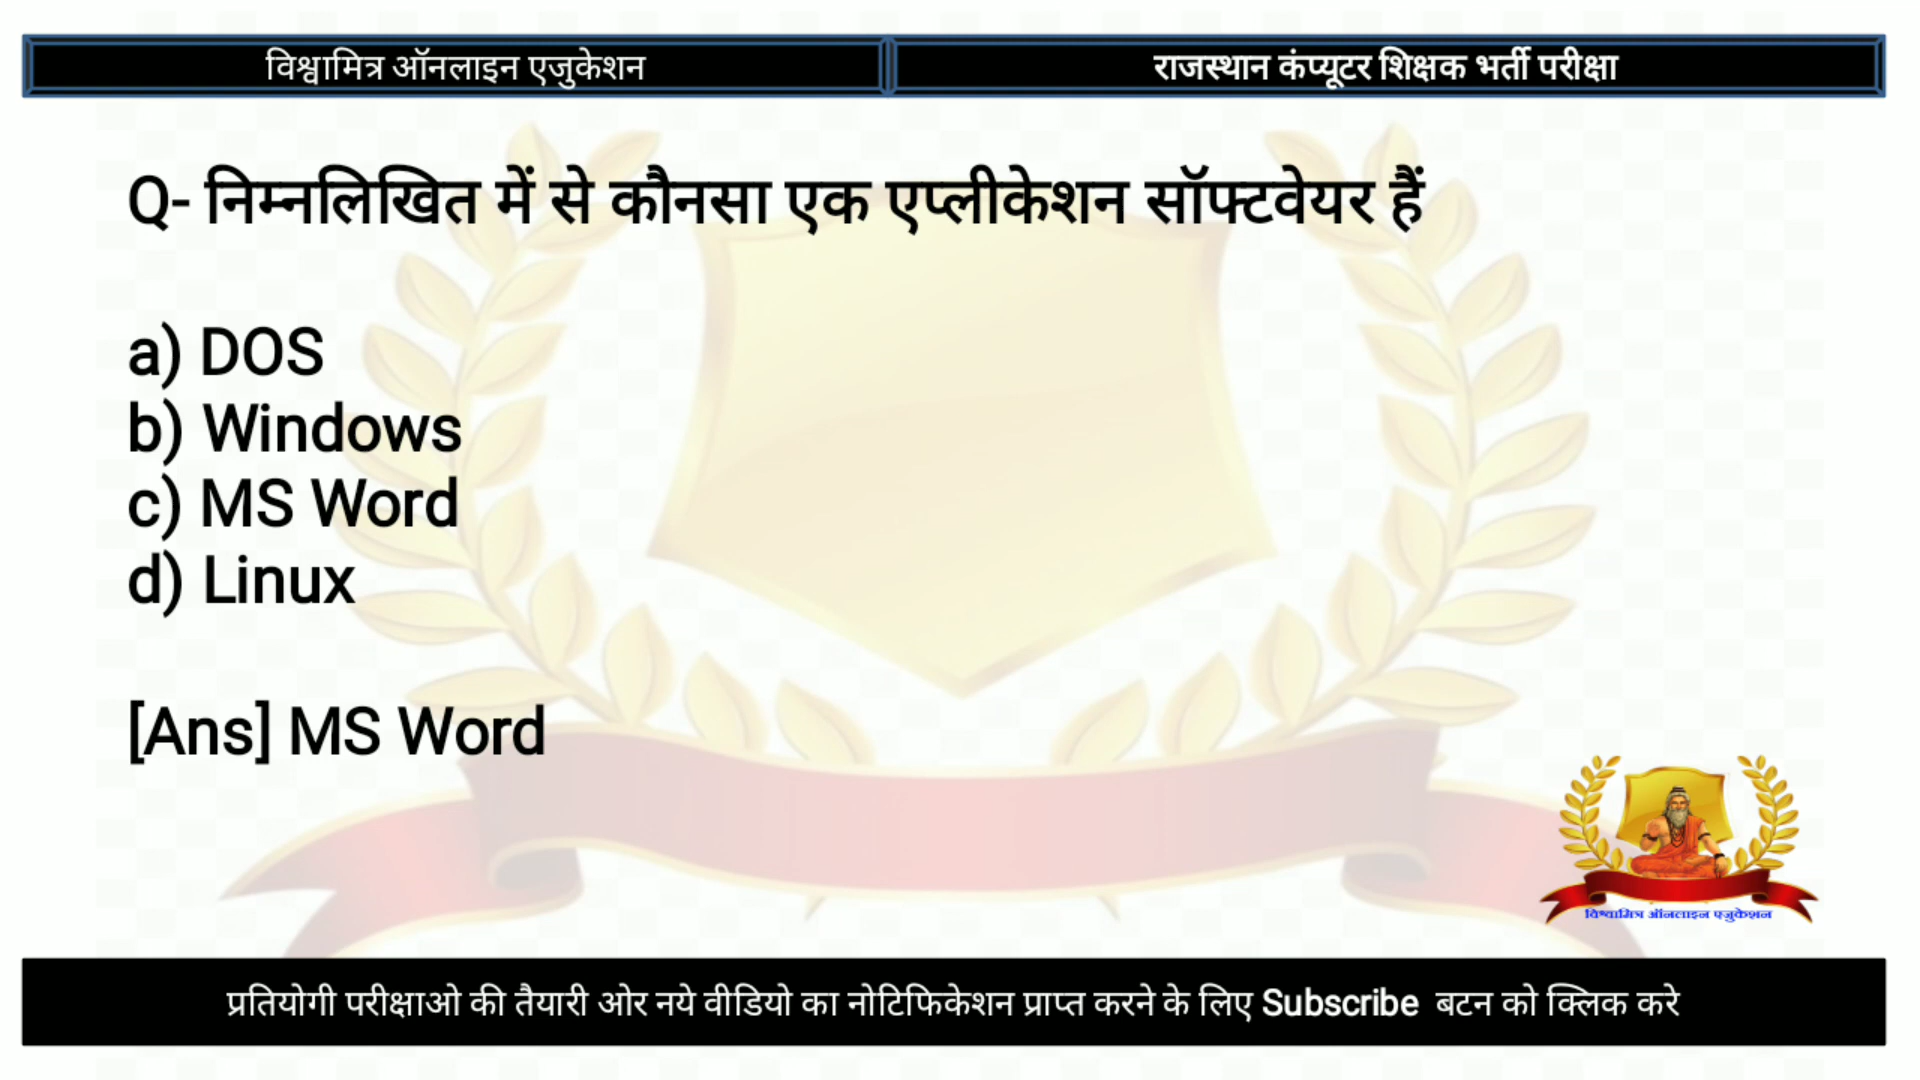 विश्वामित्र ऑनलाइन एजुकेशन
राजस्थान कंप्यूटर शिक्षक भर्ती परीक्षा
Q- निम्नलिखित में से कौनसा एक एप्लीकेशन सॉफ्टवेयर हैं
a) DOS
b) Windows
c) MS Word
d) Linux
[Ans] MS Word
विश्वामित्र ऑनलाइन एजुकेशन
प्रतियोगी परीक्षाओ की तैयारी ओर नये वीडियो का नोटिफिकेशन प्राप्त करने के लिए Subscribe बटन को क्लिक करे